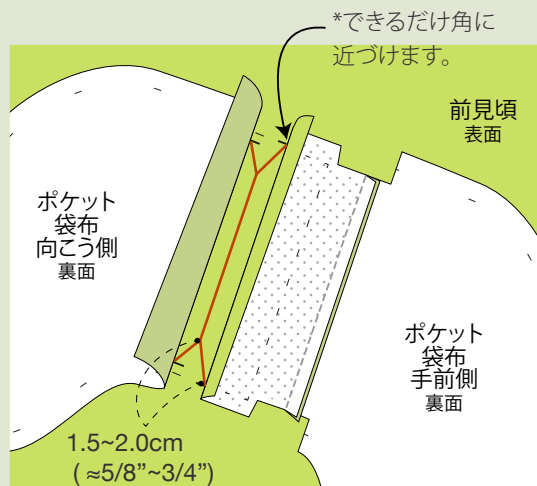 *できるだけ角に
近づけます。
前見頃
表面
ポケット
袋布
向こう側
裏面
ポケット
袋布
手前側
裏面
1.5~2.0cm
( ≈5/8”~3/4”)